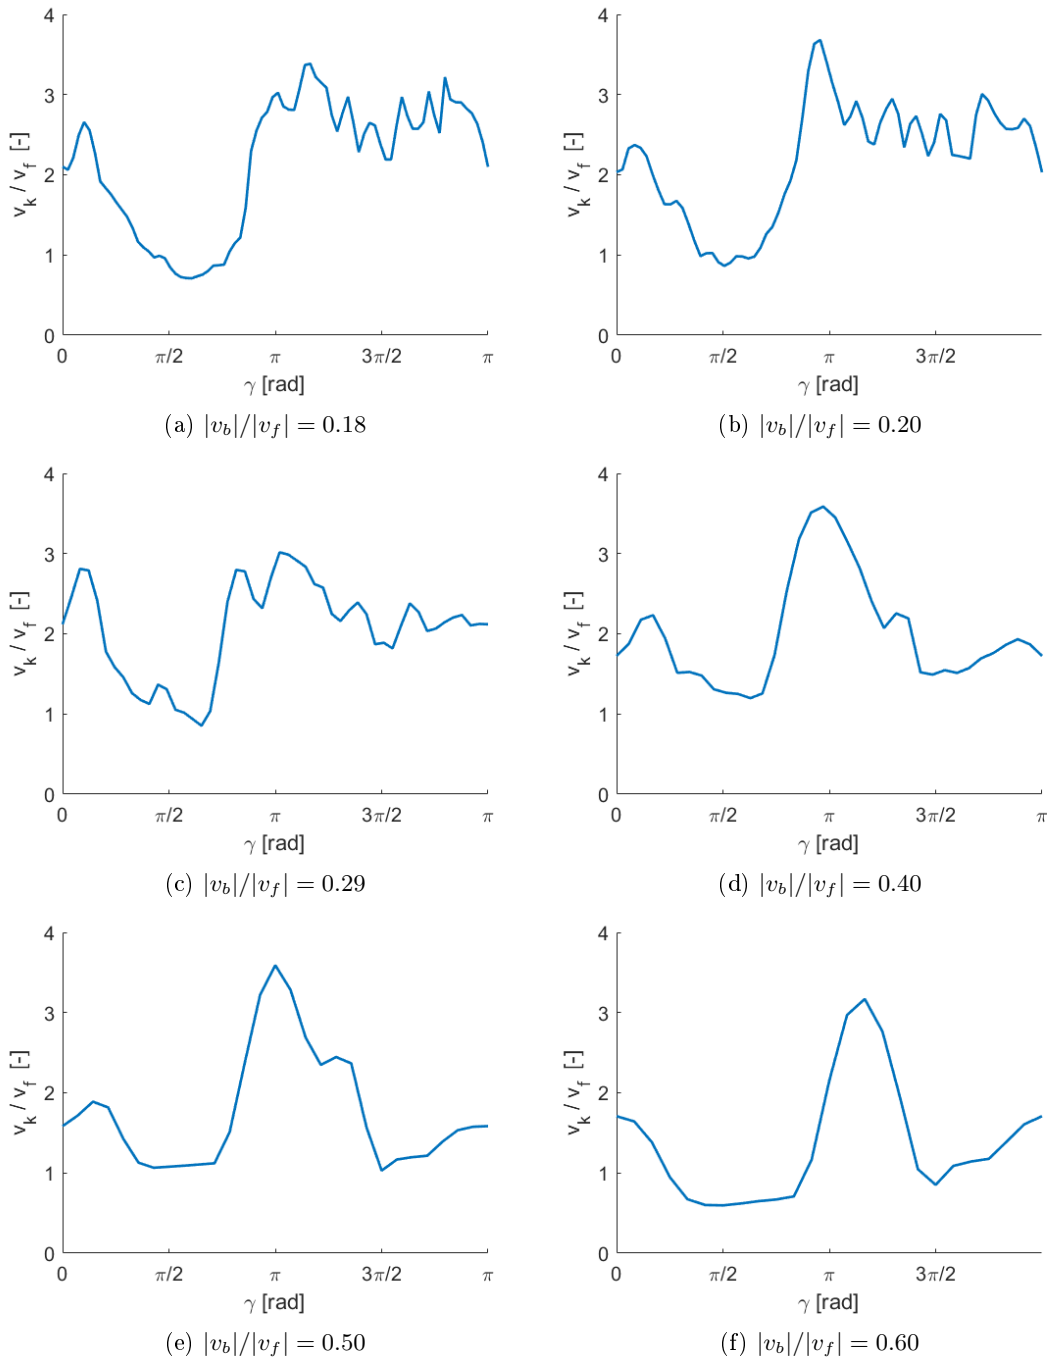 4
3
2
1
0
v_k / v_f [-]
0 π/2 π 3π/2 π
γ [rad]
(a) |v_b|/|v_f| = 0.18
4
3
2
1
0
v_k / v_f [-]
0 π/2 π 3π/2
γ [rad]
(b) |v_b|/|v_f| = 0.20
4
3
2
1
0
v_k / v_f [-]
0 π/2 π 3π/2 π
γ [rad]
(c) |v_b|/|v_f| = 0.29
4
3
2
1
0
v_k / v_f [-]
0 π/2 π 3π/2 π
γ [rad]
(d) |v_b|/|v_f| = 0.40
4
3
2
1
0
v_k / v_f [-]
0 π/2 π 3π/2 π
γ [rad]
(e) |v_b|/|v_f| = 0.50
4
3
2
1
0
v_k / v_f [-]
0 π/2 π 3π/2
γ [rad]
(f) |v_b|/|v_f| = 0.60